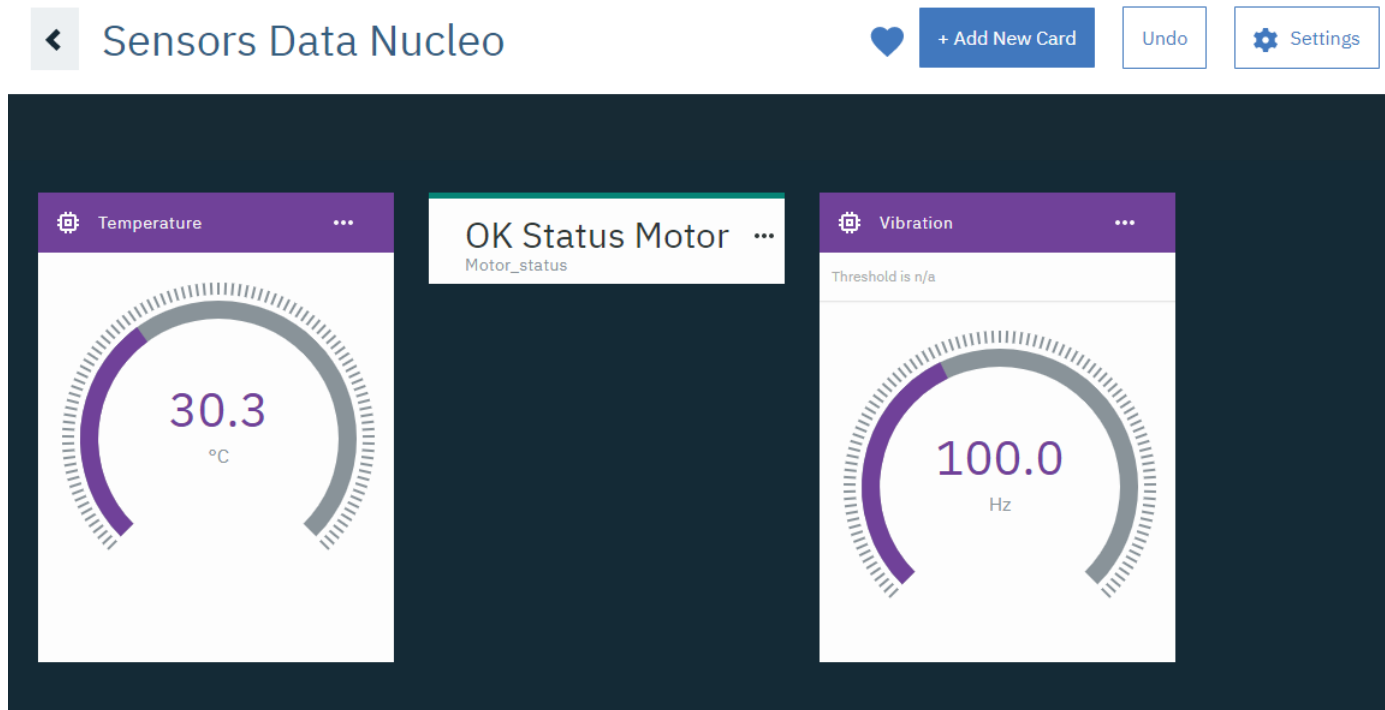 Sensors Data Nucleo
+ Add New Card
Undo
Settings
Temperature
30.3
°C
OK Status Motor
Motor_status
Vibration
Threshold is n/a
100.0
Hz